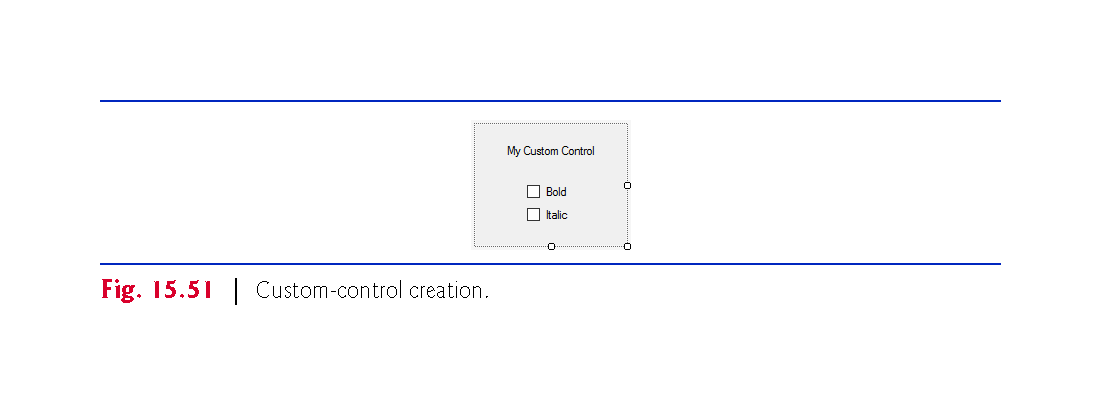 My Custom Control
Bold
Italic
Fig. 15.51 | Custom-control creation.